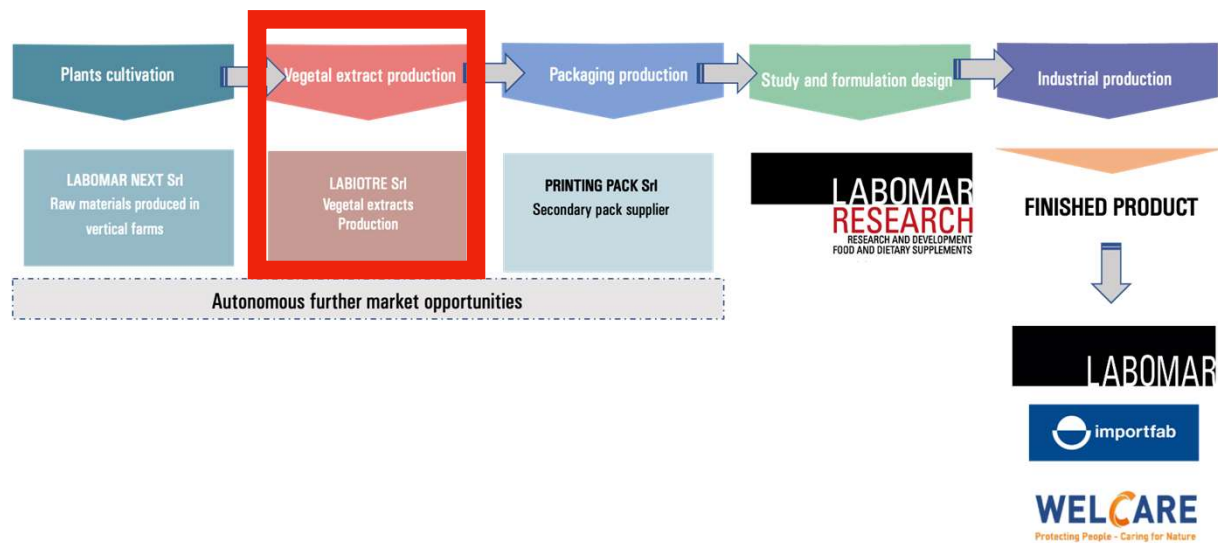 Plants cultivation
Vegetal extract production
Packaging production
Study and formulation design
Industrial production
LABOMAR NEXT Srl
Raw materials produced in
vertical farms
LABIOTRE Srl
Vegetal extracts
Production
PRINTING PACK Srl
Secondary pack supplier
LABOMAR
RESEARCH
RESEARCH AND DEVELOPMENT
FOOD AND DIETARY SUPPLEMENTS
FINISHED PRODUCT
Autonomous further market opportunities
LABOMAR
importfab
WELCARE
Protecting People - Caring for Nature